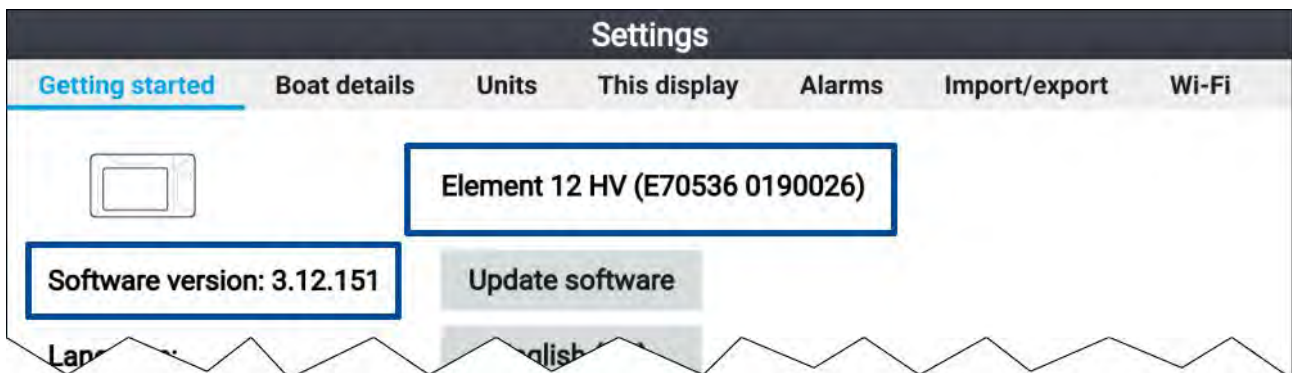 Settings
Getting started Boat details Units This display Alarms Import/export Wi-Fi
Element 12 HV (E70536 0190026)
Software version: 3.12.151 Update software